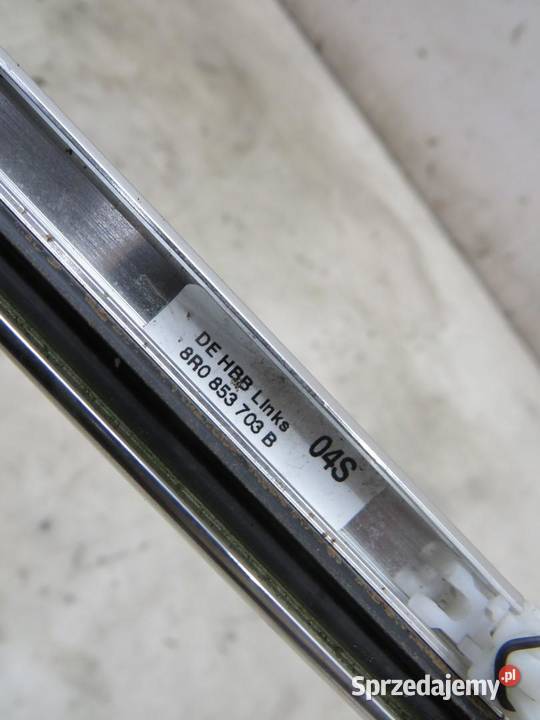 DE HBB Links
8R0 853 703 B
04S
Sprzedajemy.pl